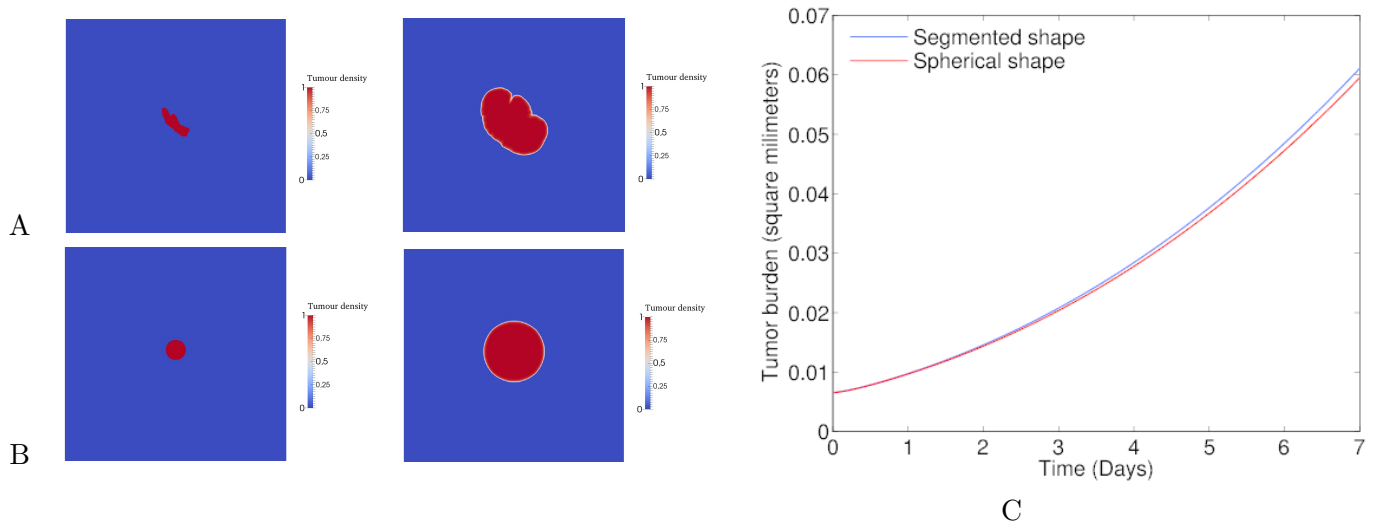 Tumour density
1
0.75
0.5
0,25
0
Tumour density
1
0.75
0.5
0,25
0
A
Tumour density
1
0.75
0.5
0,25
0
Tumour density
1
0.75
0.5
0,25
0
B
0.07
0.06
0.05
0.04
0.03
0.02
0.01
0
Tumor burden (square milimeters)
Segmented shape
Spherical shape
0 1 2 3 4 5 6 7
Time (Days)
C